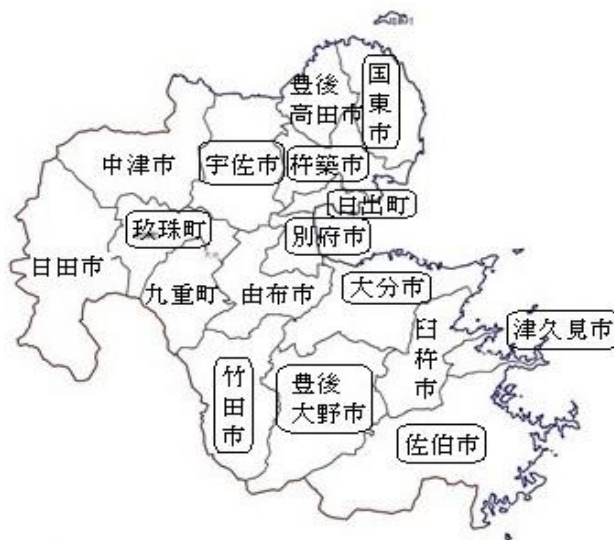 豊後
高田市
国東市
中津市
宇佐市
杵築市
日出町
玖珠町
別府市
日田市
九重町
由布市
大分市
臼杵市
津久見市
竹田市
豊後
大野市
佐伯市